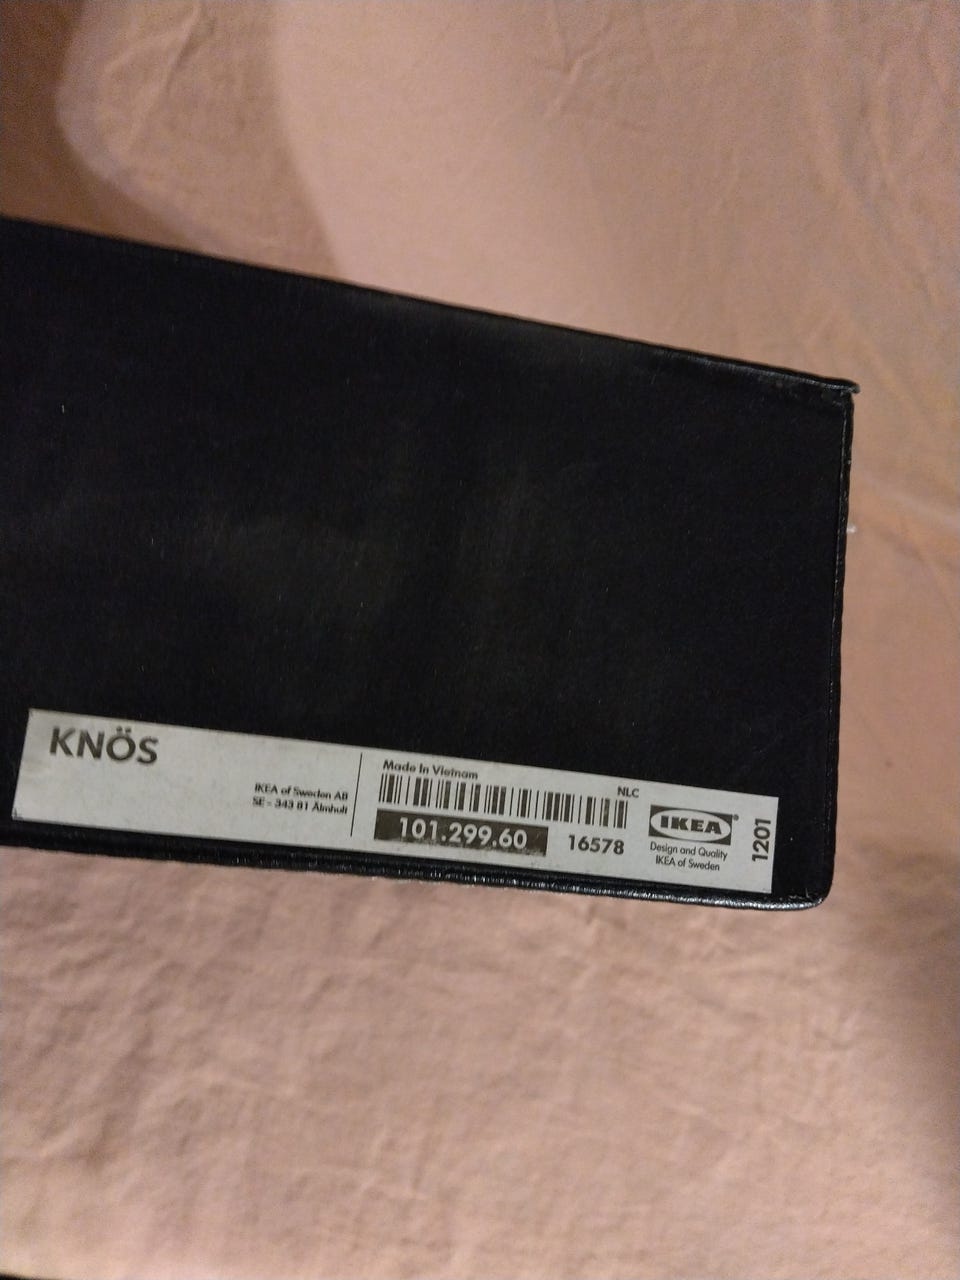 KNÖS
IKEA of Sweden AB
SE - 343 81 Älmhult
Made in Vietnam
NLC
101.299.60
16578
IKEA®
Design and Quality
IKEA of Sweden
1201